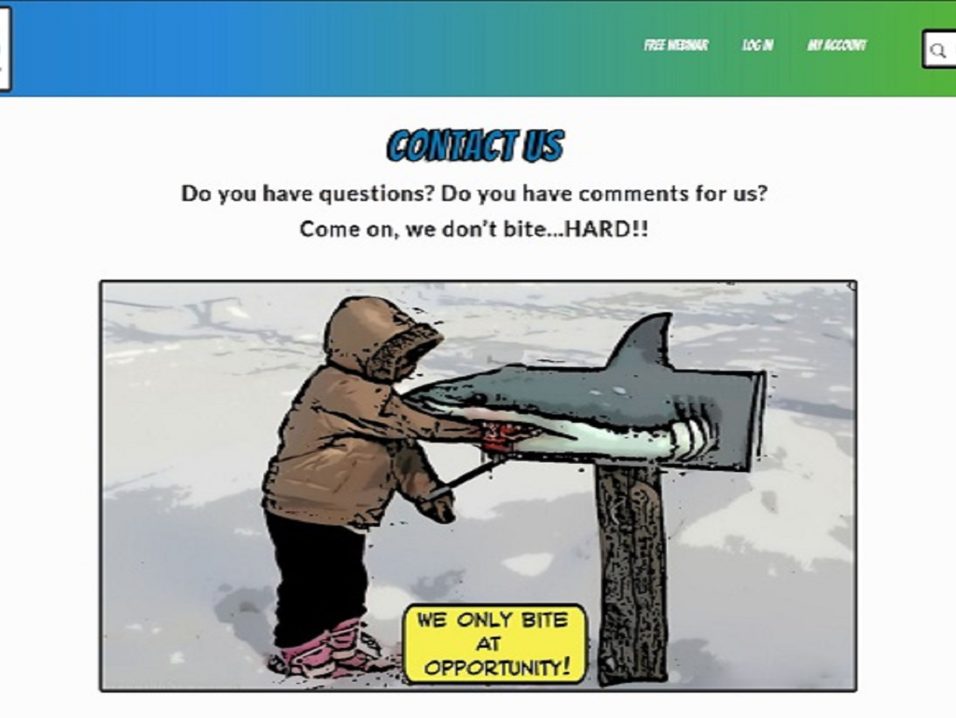 FREE WEBINAR LOG IN MY ACCOUNT
CONTACT US
Do you have questions? Do you have comments for us?
Come on, we don't bite...HARD!!
WE ONLY BITE
AT
OPPORTUNITY!